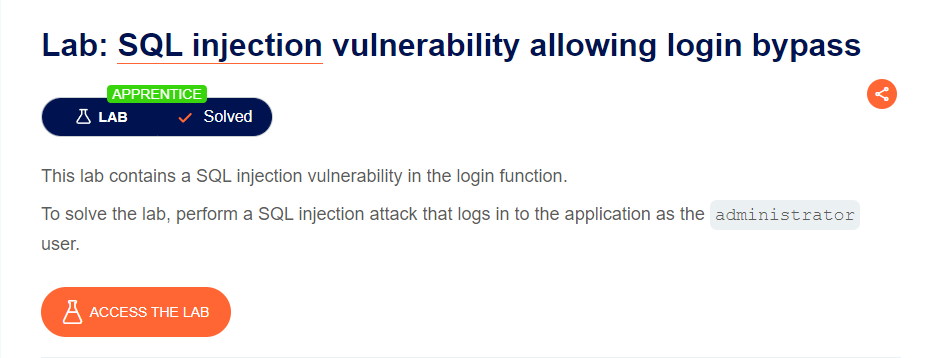 Lab: SQL injection vulnerability allowing login bypass
APPRENTICE
LAB Solved
This lab contains a SQL injection vulnerability in the login function.
To solve the lab, perform a SQL injection attack that logs in to the application as the administrator
user.
ACCESS THE LAB